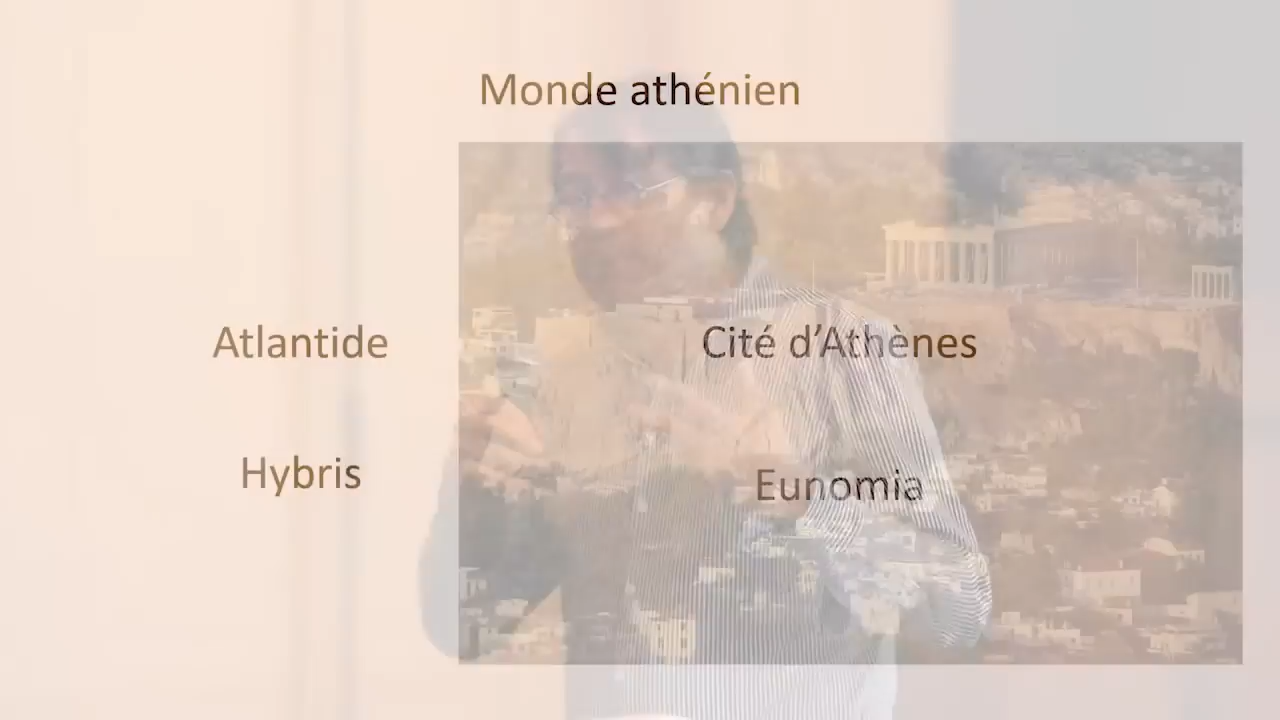 Monde athénien
Atlantide
Cité d’Athènes
Hybris
Eunomia